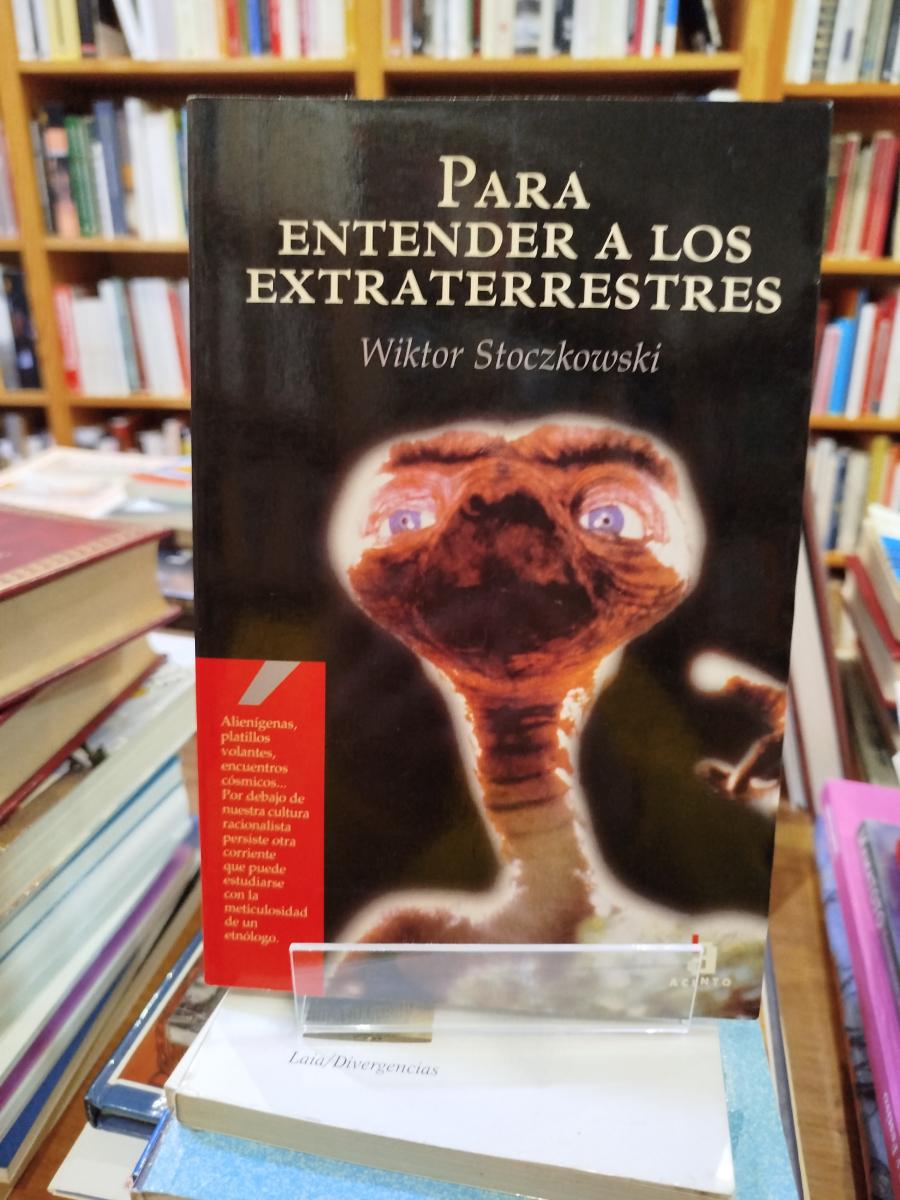 PARA
ENTENDER A LOS
EXTRATERRESTRES
Wiktor Stoczkowski
Alienígenas,
platillos
volantes,
encuentros
cósmicos...
Por debajo de
nuestra cultura
racionalista
persiste otra
corriente
que puede
estudiarse
con la
meticulosidad
de un
etnólogo.
ACENTO
Laia/Divergencias